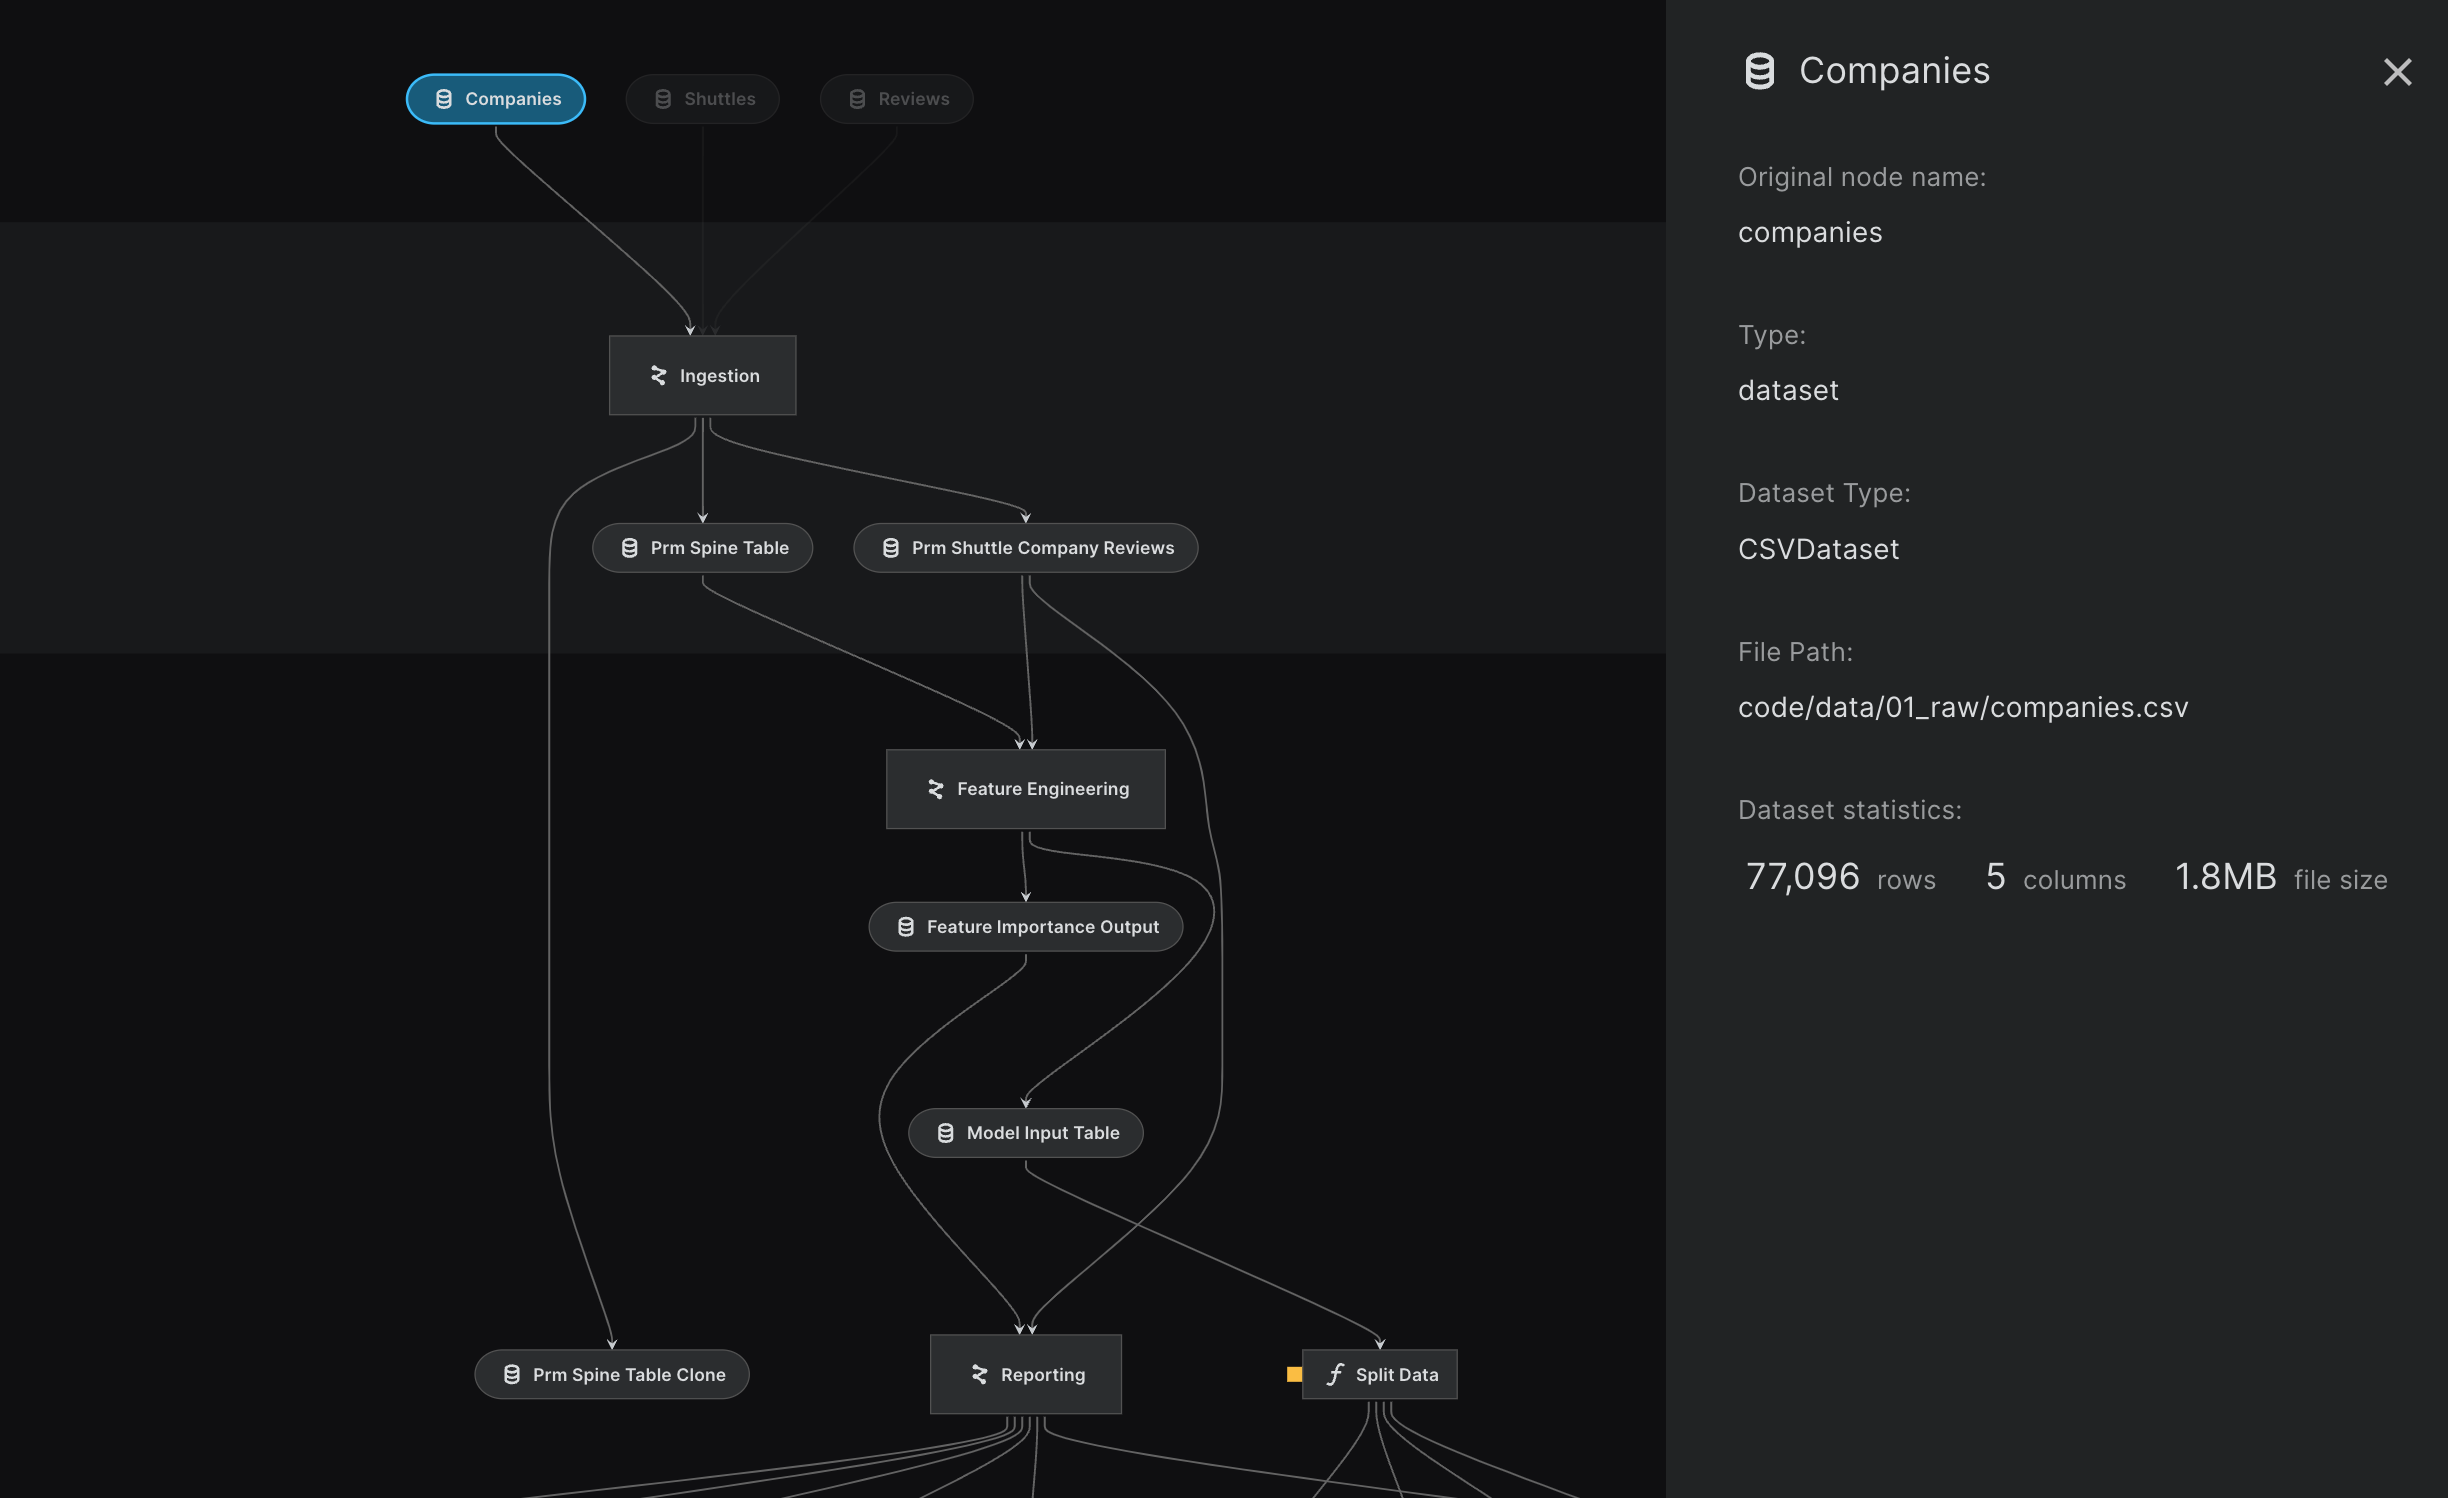 Companies
Shuttles
Reviews
Ingestion
Prm Spine Table
Prm Shuttle Company Reviews
Feature Engineering
Feature Importance Output
Model Input Table
Prm Spine Table Clone
Reporting
Split Data
Companies
Original node name:
companies
Type:
dataset
Dataset Type:
CSVDataset
File Path:
code/data/01_raw/companies.csv
Dataset statistics:
77,096 rows 5 columns 1.8MB file size